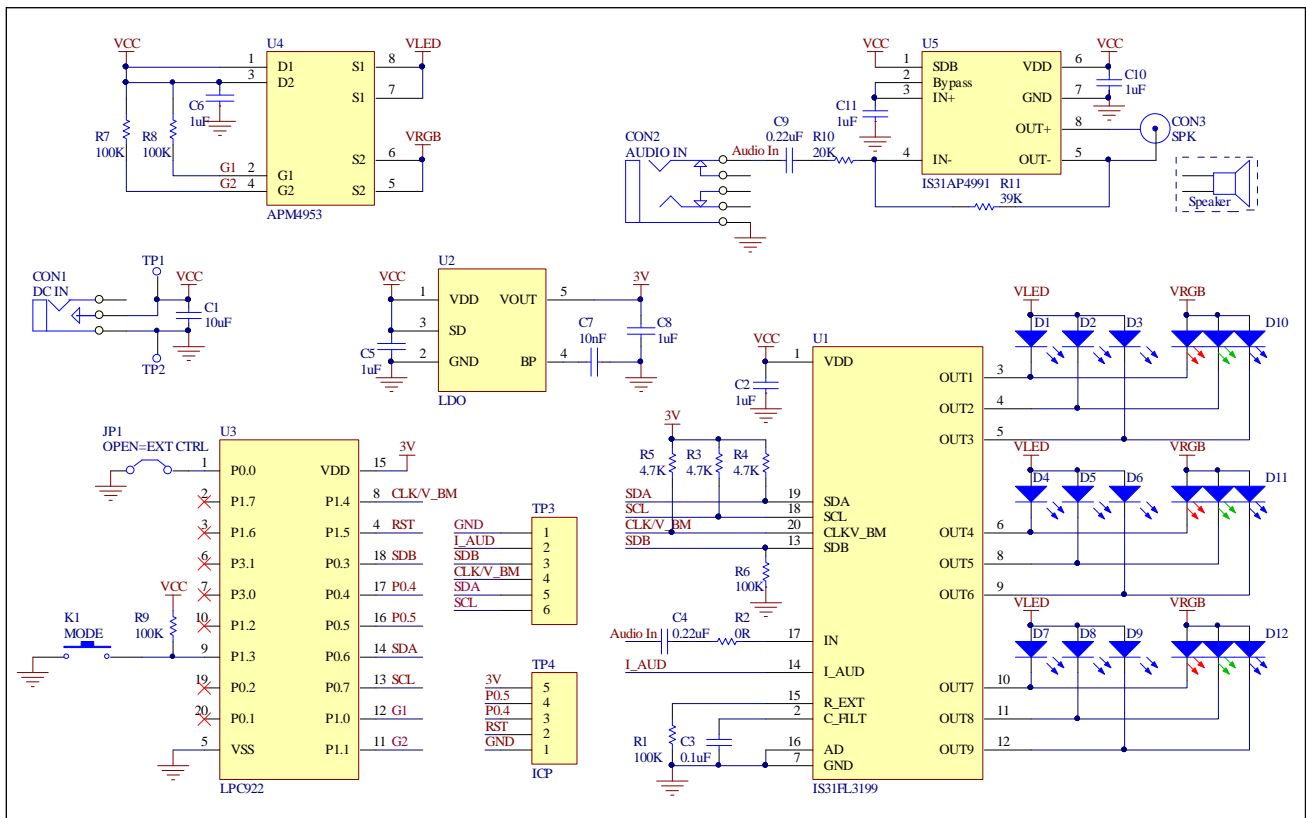 VCC
U4
VLED
1
D1
S1
8
3
D2
S1
7
C6
1uF
R7
100K
R8
100K
VRGB
S2
6
G1
2
G1
G2
4
G2
S2
5
APM4953
VCC
U5
VCC
1
SDB
VDD
6
2
Bypass
3
IN+
GND
7
C10
1uF
C11
1uF
OUT+
8
CON3
SPK
4
IN-
OUT-
5
IS31AP4991
CON2
AUDIO IN
Audio In
C9
0.22uF
R10
20K
R11
39K
Speaker
CON1
DC IN
TP1
VCC
C1
10uF
TP2
VCC
U2
3V
1
VDD
VOUT
5
3
SD
2
GND
BP
4
C5
1uF
C7
10nF
C8
1uF
LDO
JP1
OPEN=EXT CTRL
U3
3V
1
P0.0
VDD
15
2
P1.7
P1.4
8
CLK/V_BM
3
P1.6
P1.5
4
RST
6
P3.1
P0.3
18
SDB
7
P3.0
P0.4
17
P0.4
10
P1.2
P0.5
16
P0.5
9
P1.3
P0.6
14
SDA
19
P0.2
P0.7
13
SCL
20
P0.1
P1.0
12
G1
5
VSS
P1.1
11
G2
LPC922
VCC
K1
MODE
R9
100K
TP3
GND
1
I_AUD
2
SDB
3
CLK/V_BM
4
SDA
5
SCL
6
TP4
3V
5
P0.5
4
P0.4
3
RST
2
GND
1
ICP
VCC
U1
1
VDD
C2
1uF
3V
R5
4.7K
R3
4.7K
R4
4.7K
SDA
19
SDA
SCL
18
SCL
CLK/V_BM
20
CLKV_BM
SDB
13
SDB
R6
100K
Audio In
C4
0.22uF
R2
0R
17
IN
I_AUD
14
I_AUD
15
R_EXT
2
C_FILT
R1
100K
C3
0.1uF
16
AD
7
GND
IS31FL3199
OUT1
3
OUT2
4
OUT3
5
OUT4
6
OUT5
8
OUT6
9
OUT7
10
OUT8
11
OUT9
12
VLED
VRGB
D1
D2
D3
D10
VLED
VRGB
D4
D5
D6
D11
VLED
VRGB
D7
D8
D9
D12